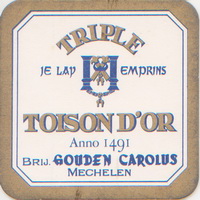 TRIPLE
JE LAY EMPRINS
TOISON D'OR
Anno 1491
BRIJ. GOUDEN CAROLUS
MECHELEN